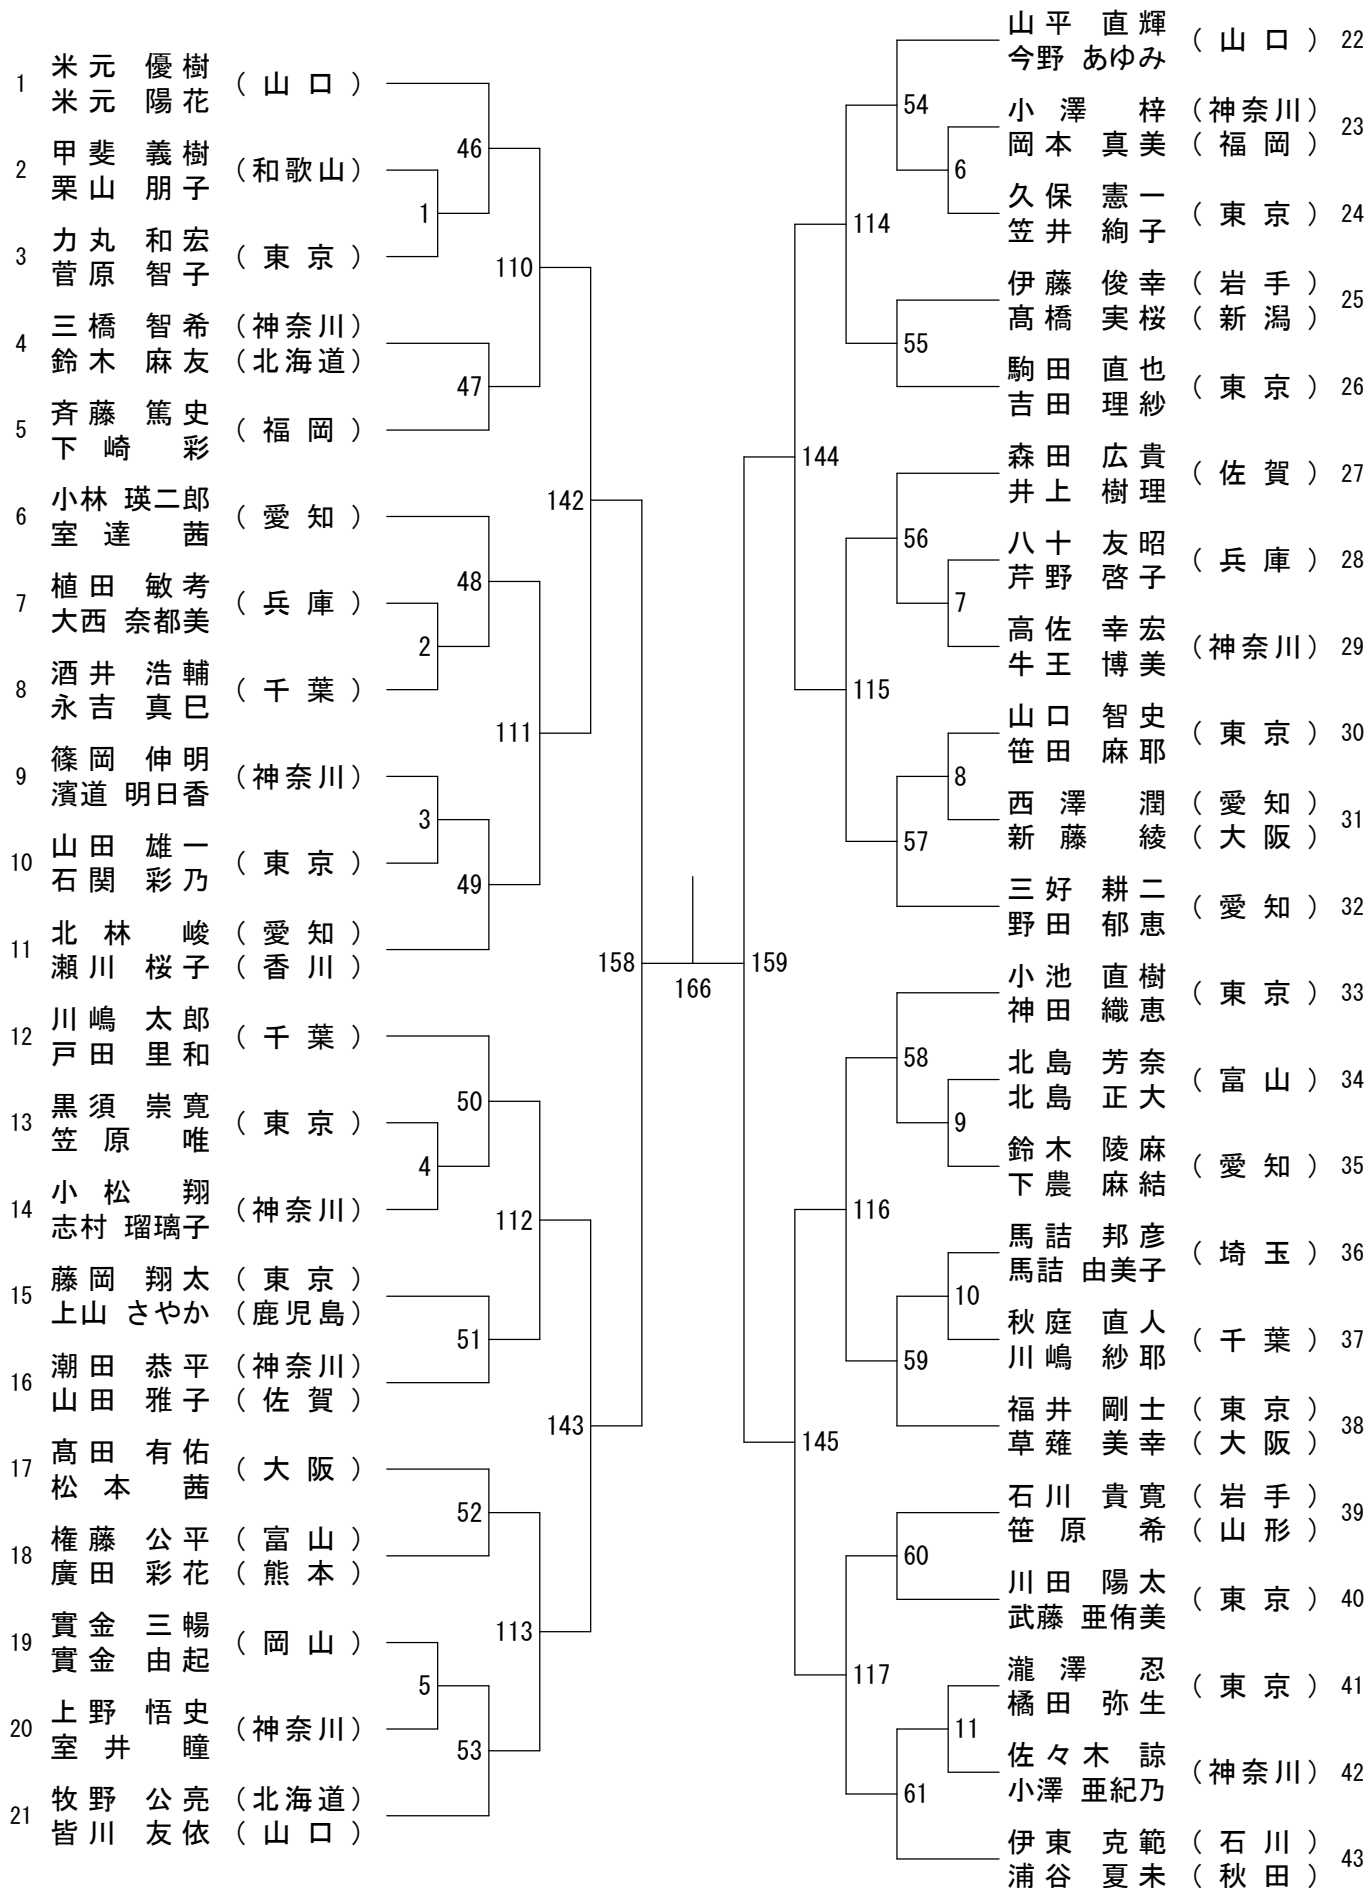 1 米元 優樹 (山口)
米元 陽花
2 甲斐 義樹 (和歌山)
栗山 朋子
3 力丸 和宏 (東京)
菅原 智子
4 三橋 智希 (神奈川)
鈴木 麻友 (北海道)
5 斉藤 篤史 (福岡)
下崎 彩
6 小林 瑛二郎 (愛知)
室達 茜
7 植田 敏考 (兵庫)
大西 奈都美
8 酒井 浩輔 (千葉)
永吉 真巳
9 篠岡 伸明 (神奈川)
濱道 明日香
10 山田 雄一 (東京)
石関 彩乃
11 北林 峻 (愛知)
瀬川 桜子 (香川)
12 川嶋 太郎 (千葉)
戸田 里和
13 黒須 崇寛 (東京)
笠原 唯
14 小松 翔 (神奈川)
志村 瑠璃子
15 藤岡 翔太 (東京)
上山 さやか (鹿児島)
16 潮田 恭平 (神奈川)
山田 雅子 (佐賀)
17 髙田 有佑 (大阪)
松本 茜
18 権藤 公平 (富山)
廣田 彩花 (熊本)
19 實金 三暢 (岡山)
實金 由起
20 上野 悟史 (神奈川)
室井 瞳
21 牧野 公亮 (北海道)
皆川 友依 (山口)
1
2
3
4
5
46
47
48
49
50
51
52
53
110
111
112
113
142
143
158
166
159
144
145
114
115
116
117
54
55
56
57
58
59
60
61
6
7
8
9
10
11
山平 直輝 (山口) 22
今野 あゆみ
小澤 梓 (神奈川) 23
岡本 真美 (福岡)
久保 憲一 (東京) 24
笠井 絢子
伊藤 俊幸 (岩手) 25
髙橋 実桜 (新潟)
駒田 直也 (東京) 26
吉田 理紗
森田 広貴 (佐賀) 27
井上 樹理
八十 友昭 (兵庫) 28
芹野 啓子
高佐 幸宏 (神奈川) 29
牛王 博美
山口 智史 (東京) 30
笹田 麻耶
西澤 潤 (愛知) 31
新藤 綾 (大阪)
三好 耕二 (愛知) 32
野田 郁恵
小池 直樹 (東京) 33
神田 織恵
北島 芳奈 (富山) 34
北島 正大
鈴木 陵麻 (愛知) 35
下農 麻結
馬詰 邦彦 (埼玉) 36
馬詰 由美子
秋庭 直人 (千葉) 37
川嶋 紗耶
福井 剛士 (東京) 38
草薙 美幸 (大阪)
石川 貴寛 (岩手) 39
笹原 希 (山形)
川田 陽太 (東京) 40
武藤 亜侑美
瀧澤 忍 (東京) 41
橘田 弥生
佐々木 諒 (神奈川) 42
小澤 亜紀乃
伊東 克範 (石川) 43
浦谷 夏未 (秋田)